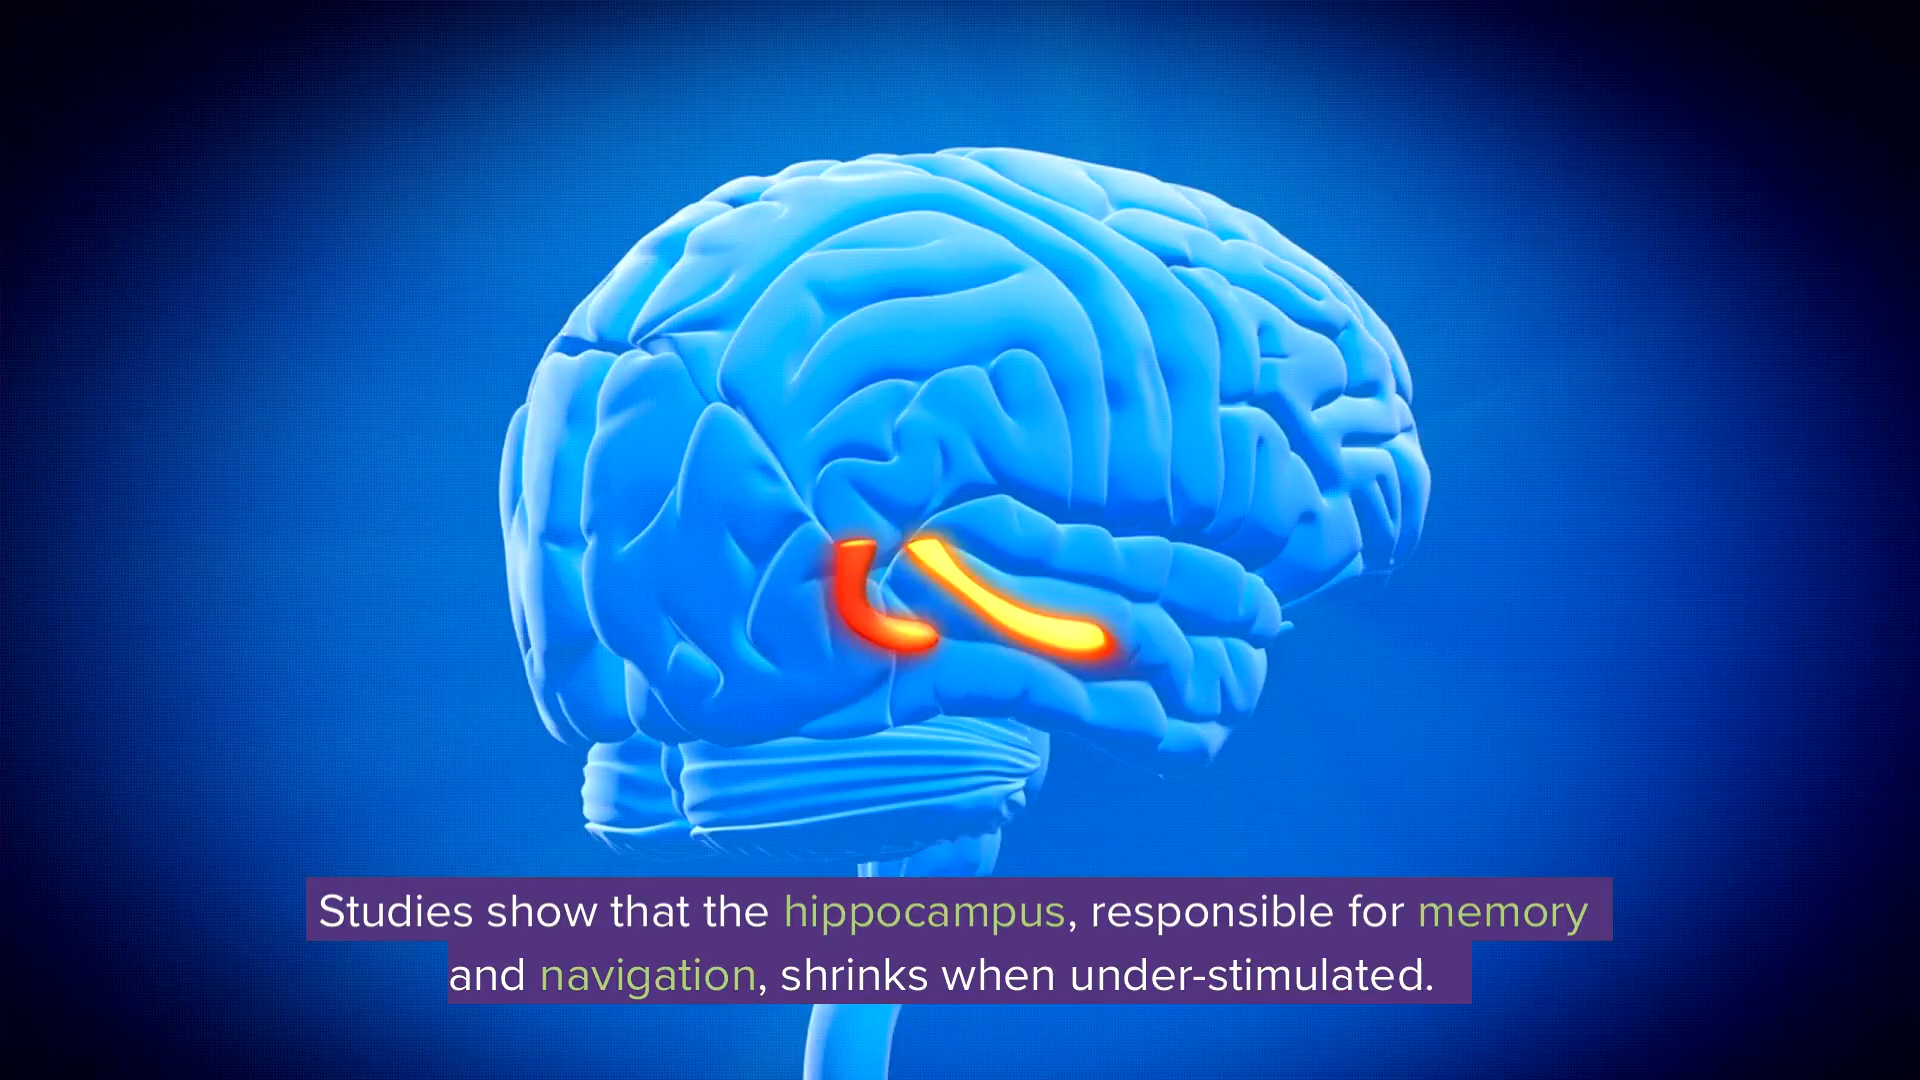 Studies show that the hippocampus, responsible for memory
and navigation, shrinks when under-stimulated.